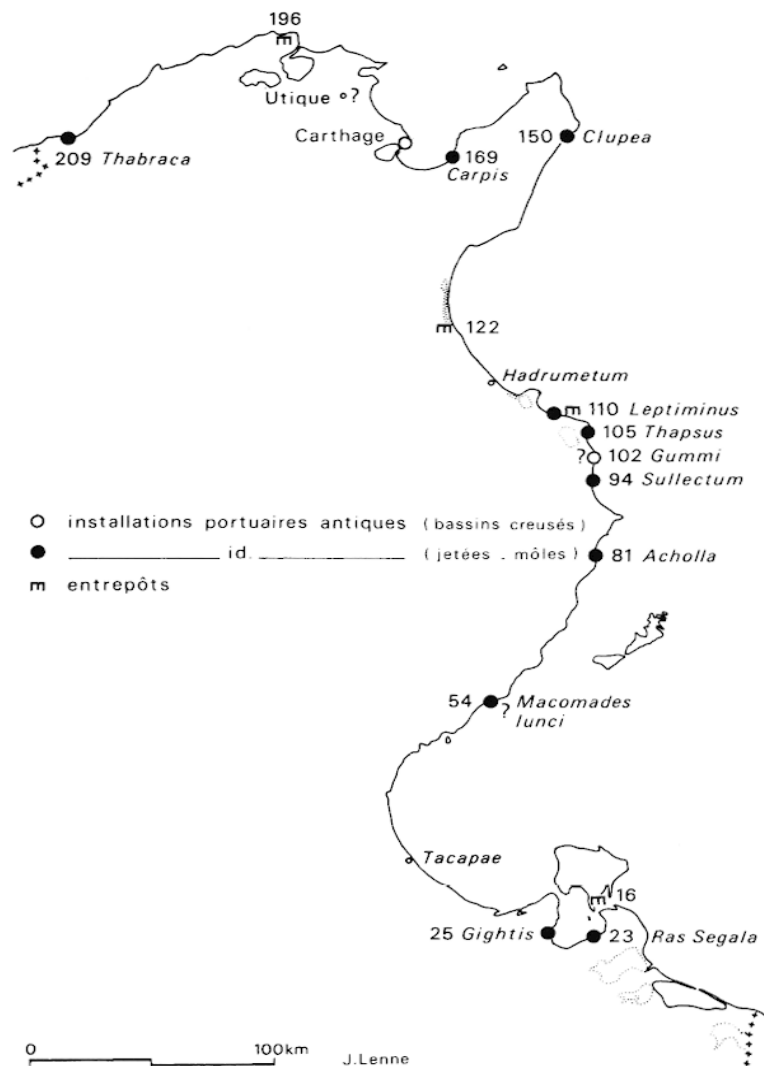 196
E
Utique ?
Carthage
150 Clupea
169
Carpis
209 Thabraca
E 122
Hadrumetum
E 110 Leptiminus
105 Thapsus
? 102 Gummi
94 Sullectum
installations portuaires antiques (bassins creusés)
id. (jetées . môles)
81 Acholla
E entrepôts
54 ? Macomades
Iunci
Tacapae
E 16
25 Gightis
23 Ras Segala
0 100km
J.Lenne